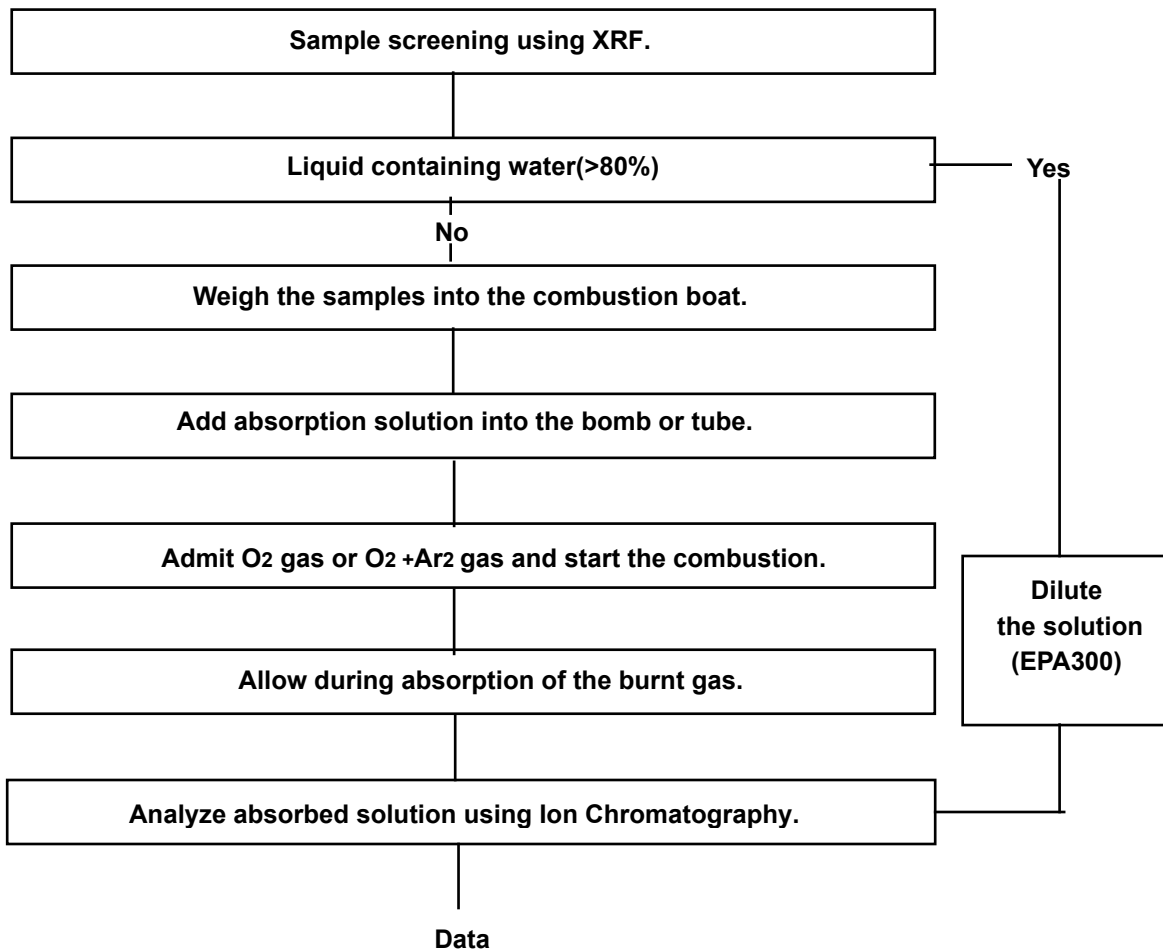 Sample screening using XRF.
Liquid containing water(>80%)
Yes
No
Weigh the samples into the combustion boat.
Add absorption solution into the bomb or tube.
Admit O2 gas or O2 +Ar2 gas and start the combustion.
Dilute
the solution
(EPA300)
Allow during absorption of the burnt gas.
Analyze absorbed solution using Ion Chromatography.
Data